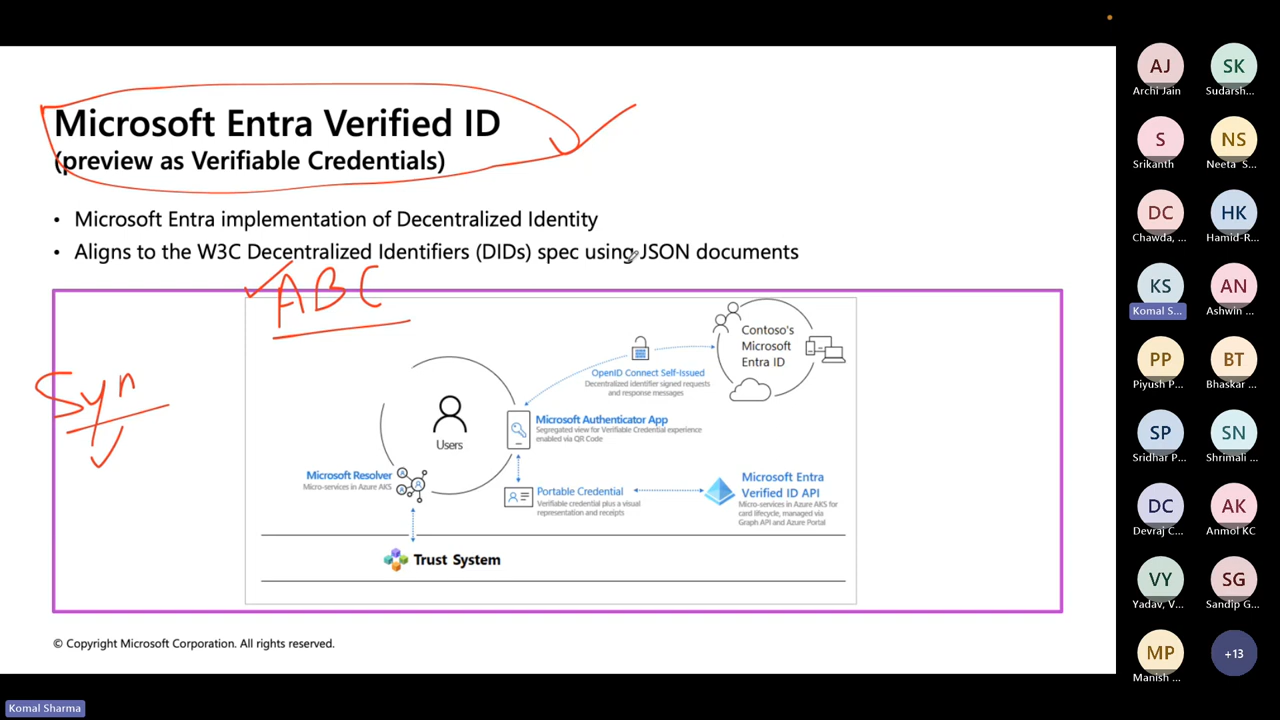 Microsoft Entra Verified ID
(preview as Verifiable Credentials)
• Microsoft Entra implementation of Decentralized Identity
• Aligns to the W3C Decentralized Identifiers (DIDs) spec using JSON documents
ABC
Syn
Contoso's
Microsoft
Entra ID
OpenID Connect Self-Issued
Decentralized identifier signed requests
and response messages
Users
Microsoft Authenticator App
Segregated view for Verifiable Credential experience
enabled via QR Code
Microsoft Resolver
Micro-services in Azure AKS
Portable Credential
Verifiable credential plus a visual
representation and receipts
Microsoft Entra
Verified ID API
Micro-services in Azure AKS for
card lifecycle, managed via
Graph API and Azure Portal
Trust System
© Copyright Microsoft Corporation. All rights reserved.
Komal Sharma
AJ
Archi Jain
SK
Sudarsh...
S
Srikanth
NS
Neeta S...
DC
Chawda, ...
HK
Hamid-R...
KS
Komal S...
AN
Ashwin ...
PP
Piyush P...
BT
Bhaskar ...
SP
Sridhar P...
SN
Shrimali ...
DC
Devraj C...
AK
Anmol KC
VY
Yadav, V...
SG
Sandip G...
MP
Manish ...
+13